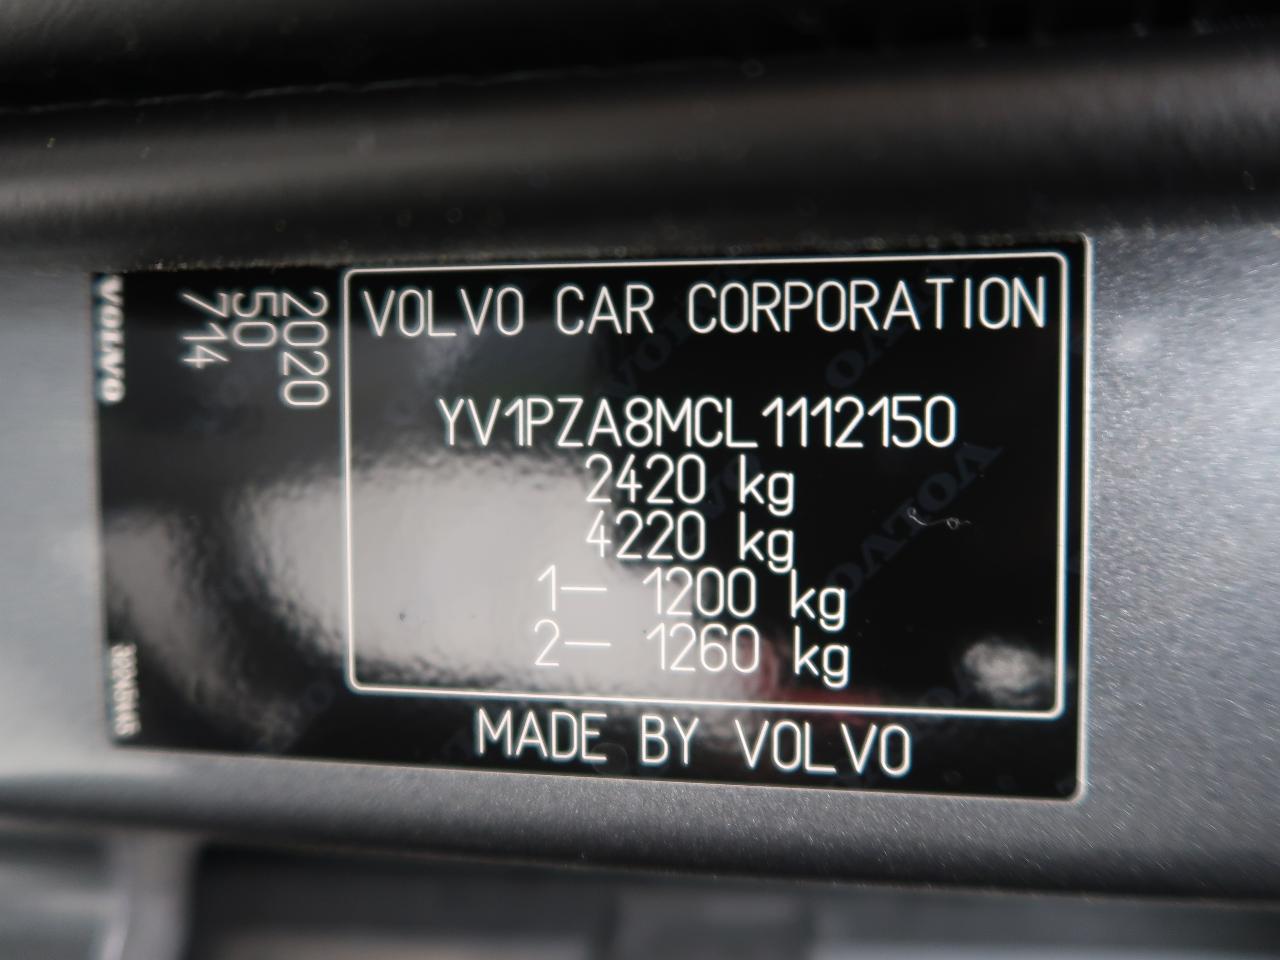 VOLVO
2020
50
714
VOLVO CAR CORPORATION
YV1PZA8MCL1112150
2420 kg
4220 kg
1— 1200 kg
2— 1260 kg
MADE BY VOLVO